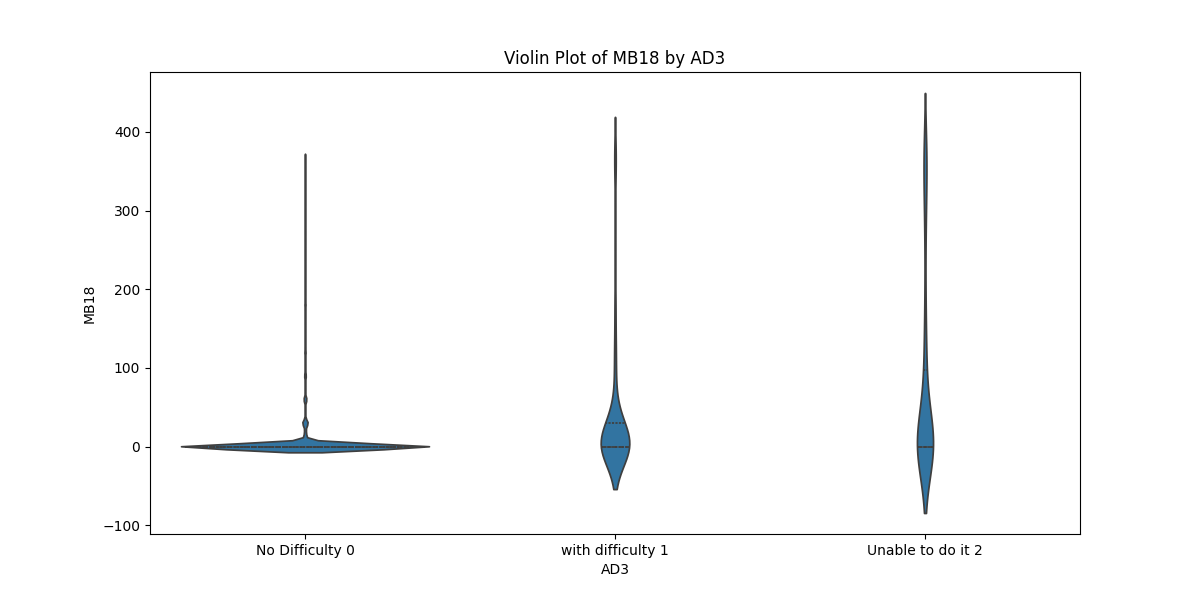 Violin Plot of MB18 by AD3
400
300
200
100
0
−100
MB18
No Difficulty 0
with difficulty 1
Unable to do it 2
AD3